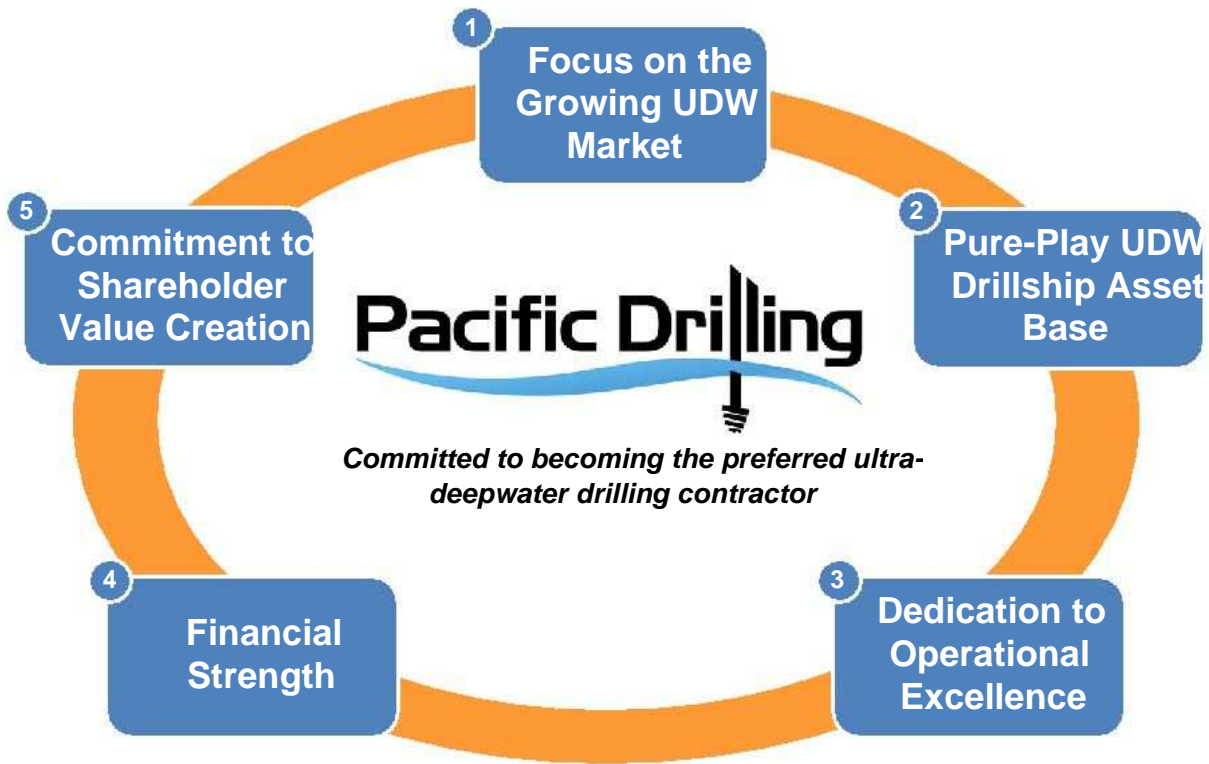 1
Focus on the
Growing UDW
Market
2
Pure-Play UDW
Drillship Asset
Base
3
Dedication to
Operational
Excellence
4
Financial
Strength
5
Commitment to
Shareholder
Value Creation
Pacific Drilling
Committed to becoming the preferred ultra-
deepwater drilling contractor